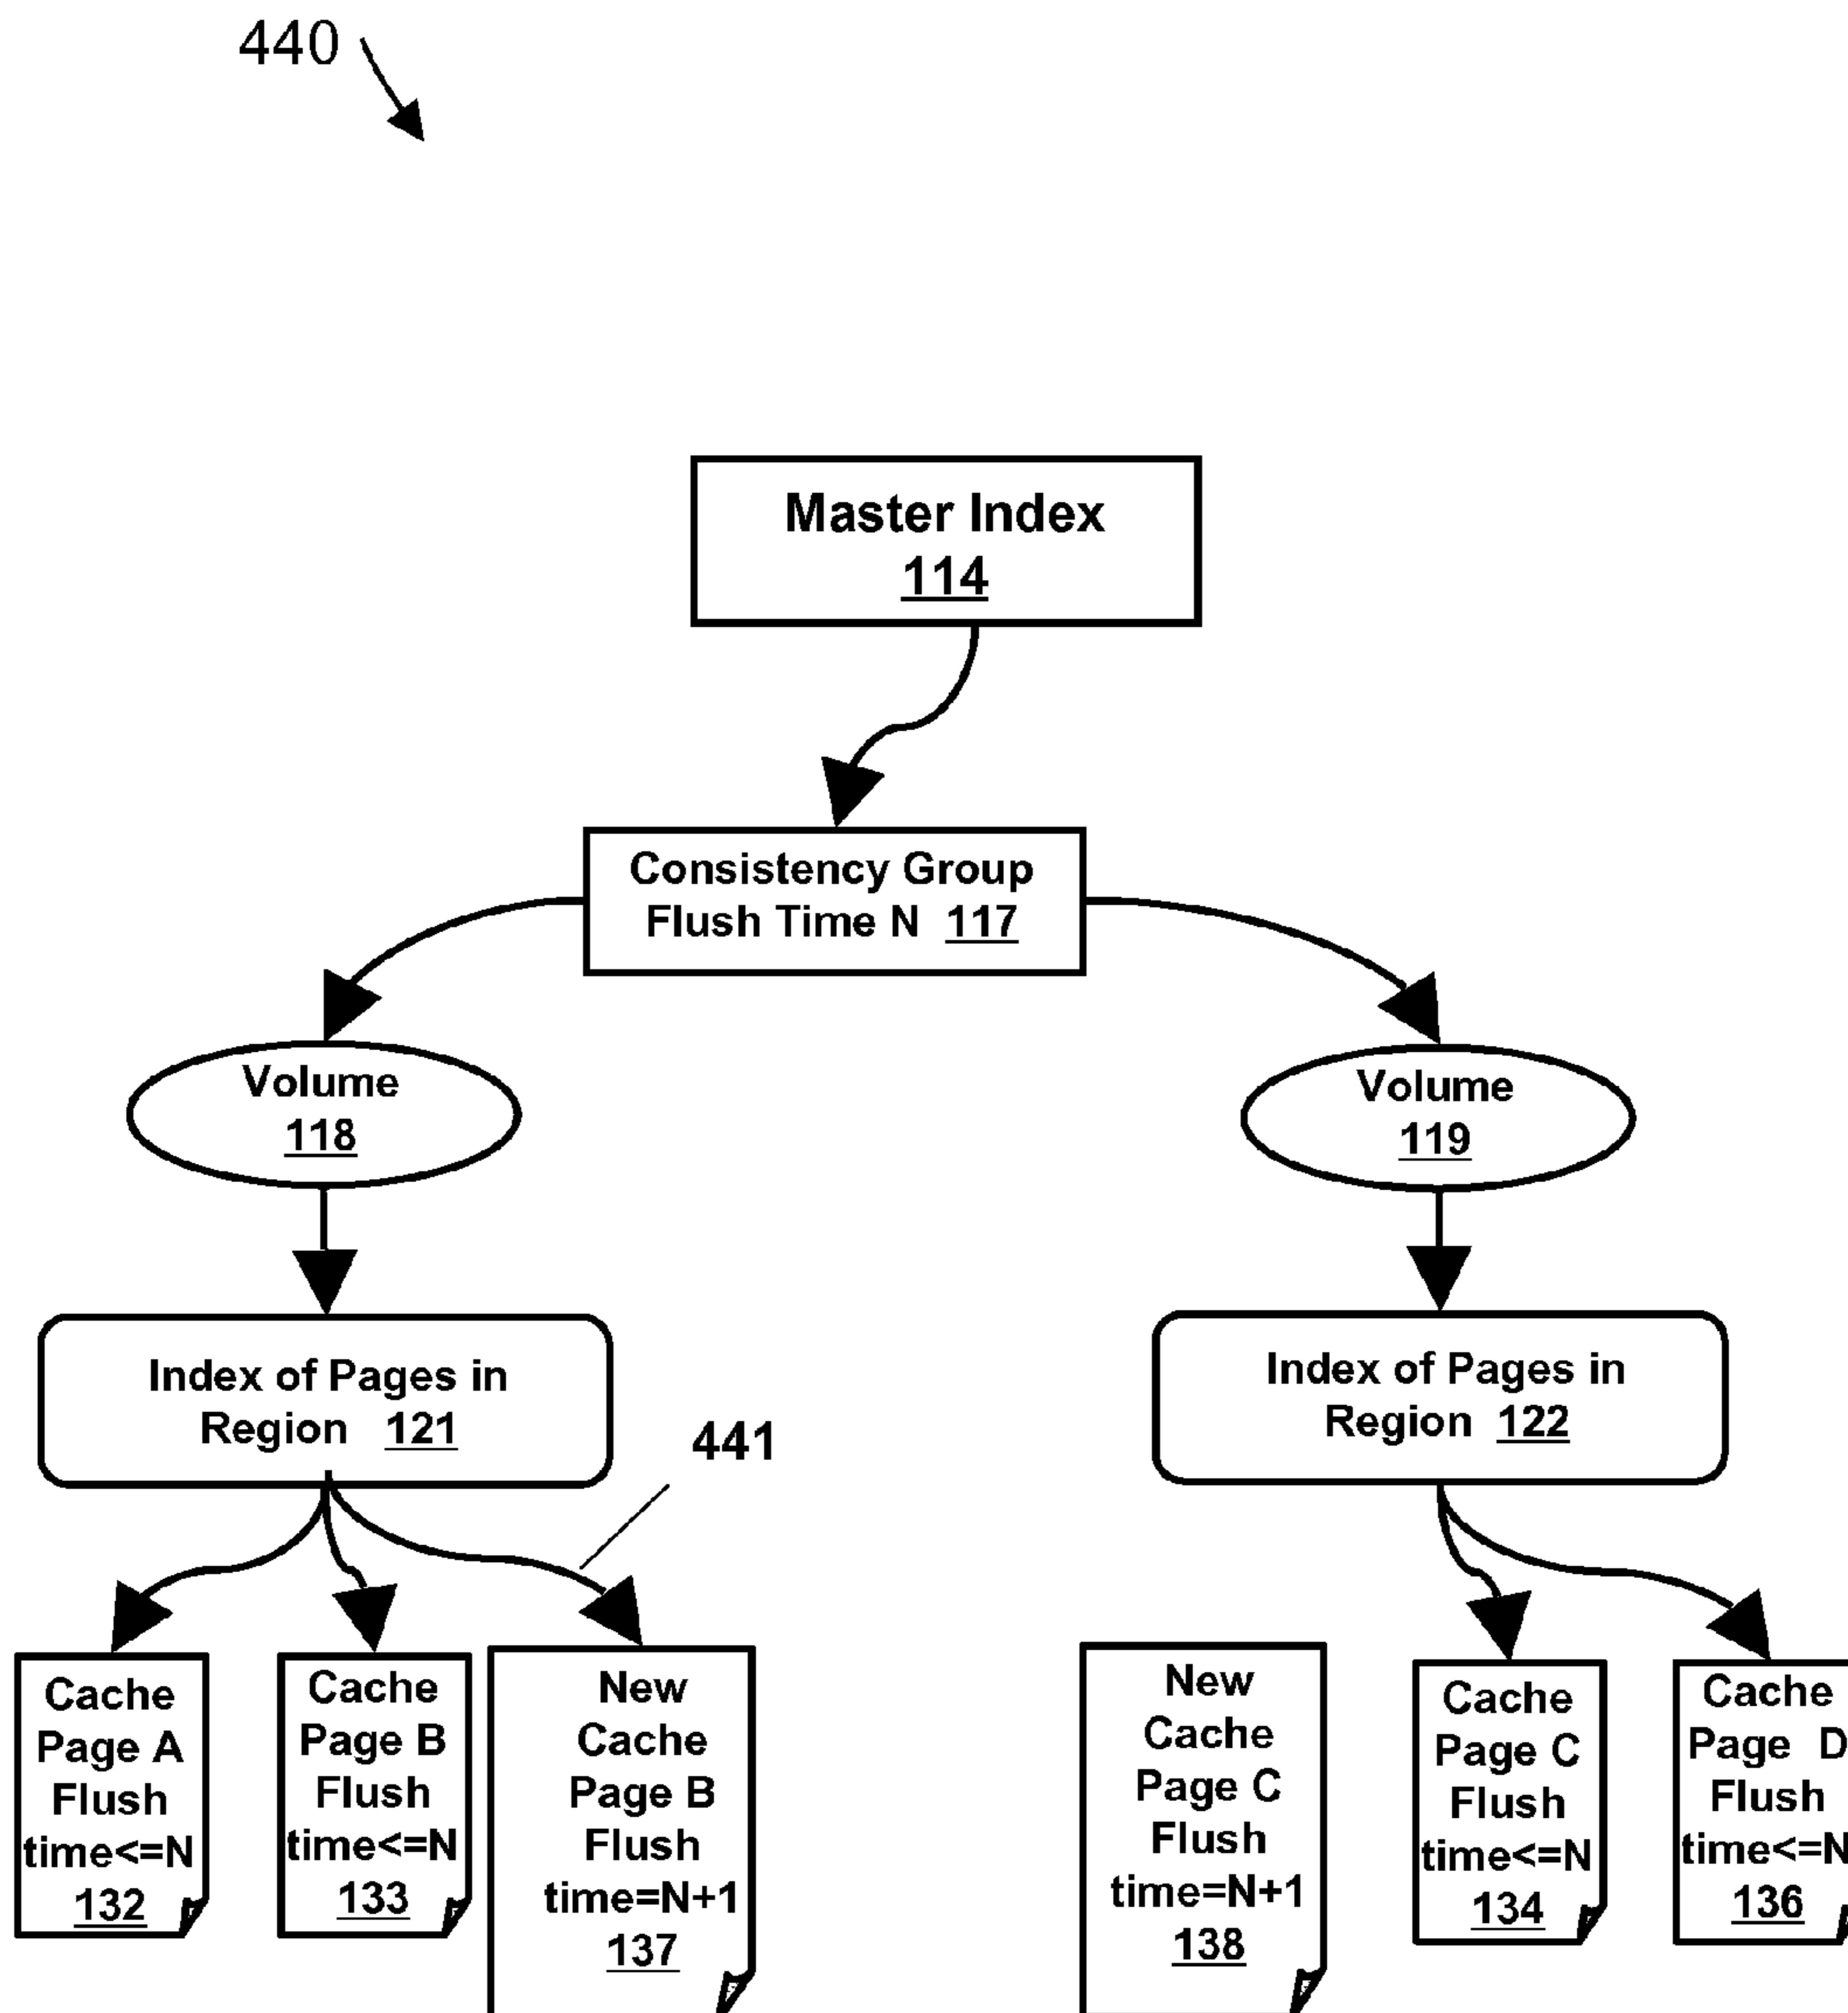 440
Master Index
114
Consistency Group
Flush Time N 117
Volume
118
Volume
119
Index of Pages in
Region 121
Index of Pages in
Region 122
441
Cache
Page A
Flush
time<=N
132
Cache
Page B
Flush
time<=N
133
New
Cache
Page B
Flush
time=N+1
137
New
Cache
Page C
Flush
time=N+1
138
Cache
Page C
Flush
time<=N
134
Cache
Page D
Flush
time<=N
136